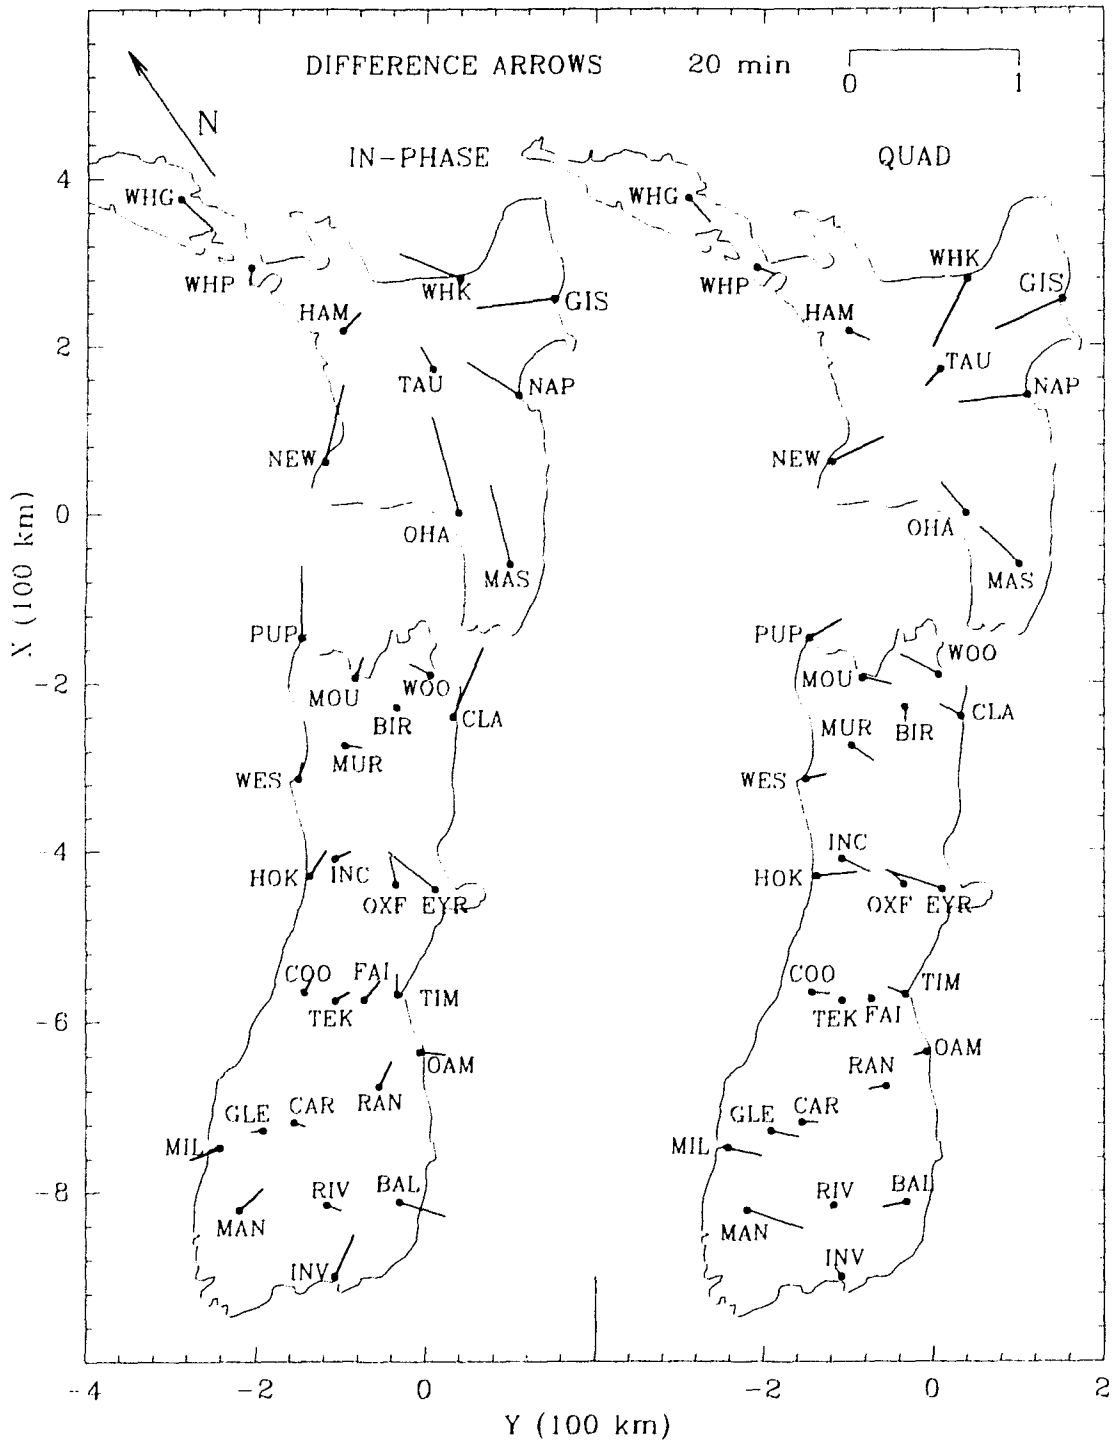 DIFFERENCE ARROWS 20 min 0 1
N
IN-PHASE QUAD
4
WHG WHG
WHP WHK WHP WHK
HAM GIS HAM GIS
2
TAU NAP TAU NAP
NEW NEW
0
OHA OHA
MAS MAS
PUP PUP
WOO
-2
MOU WOO MOU
BIR CLA BIR CLA
MUR MUR
WES WES
-4
INC INC
HOK HOK
OXF EYR OXF EYR
COO FAI COO
TEK TIM TEK FAI TIM
-6
OAM OAM
RAN RAN
GLE CAR GLE CAR
MIL MIL
-8
RIV BAL RIV BAL
MAN MAN
INV INV
-4 -2 0 -2 0 2
X (100 km)
Y (100 km)